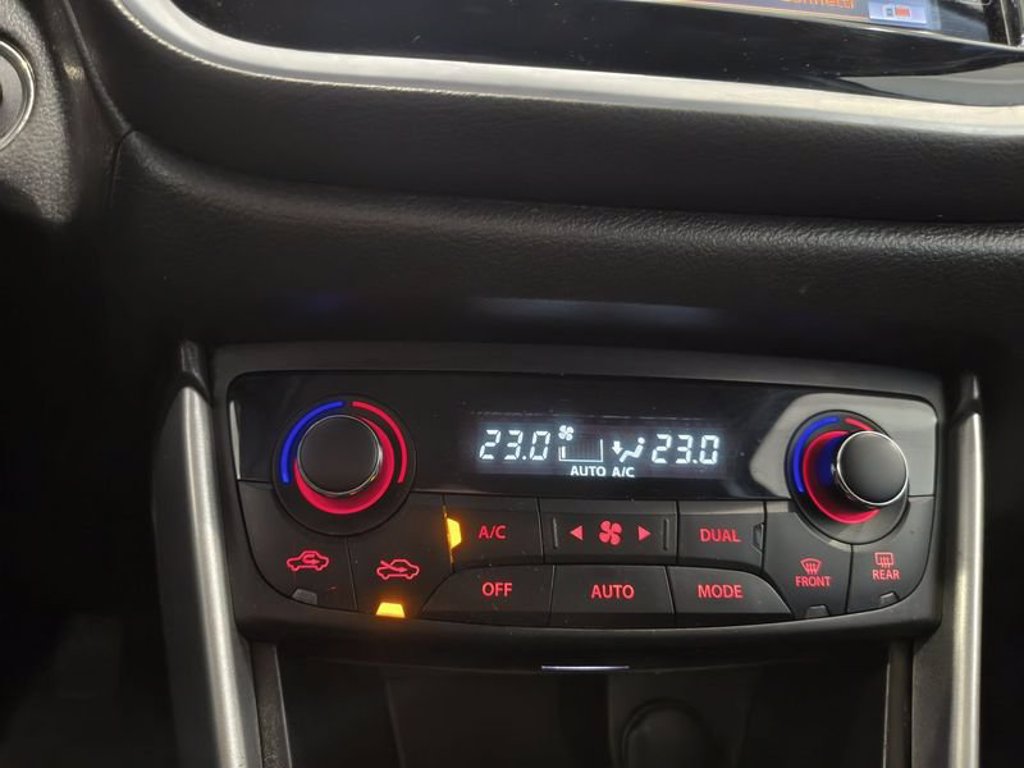 23.0
23.0
AUTO A/C
A/C
DUAL
OFF
AUTO
MODE
FRONT
REAR